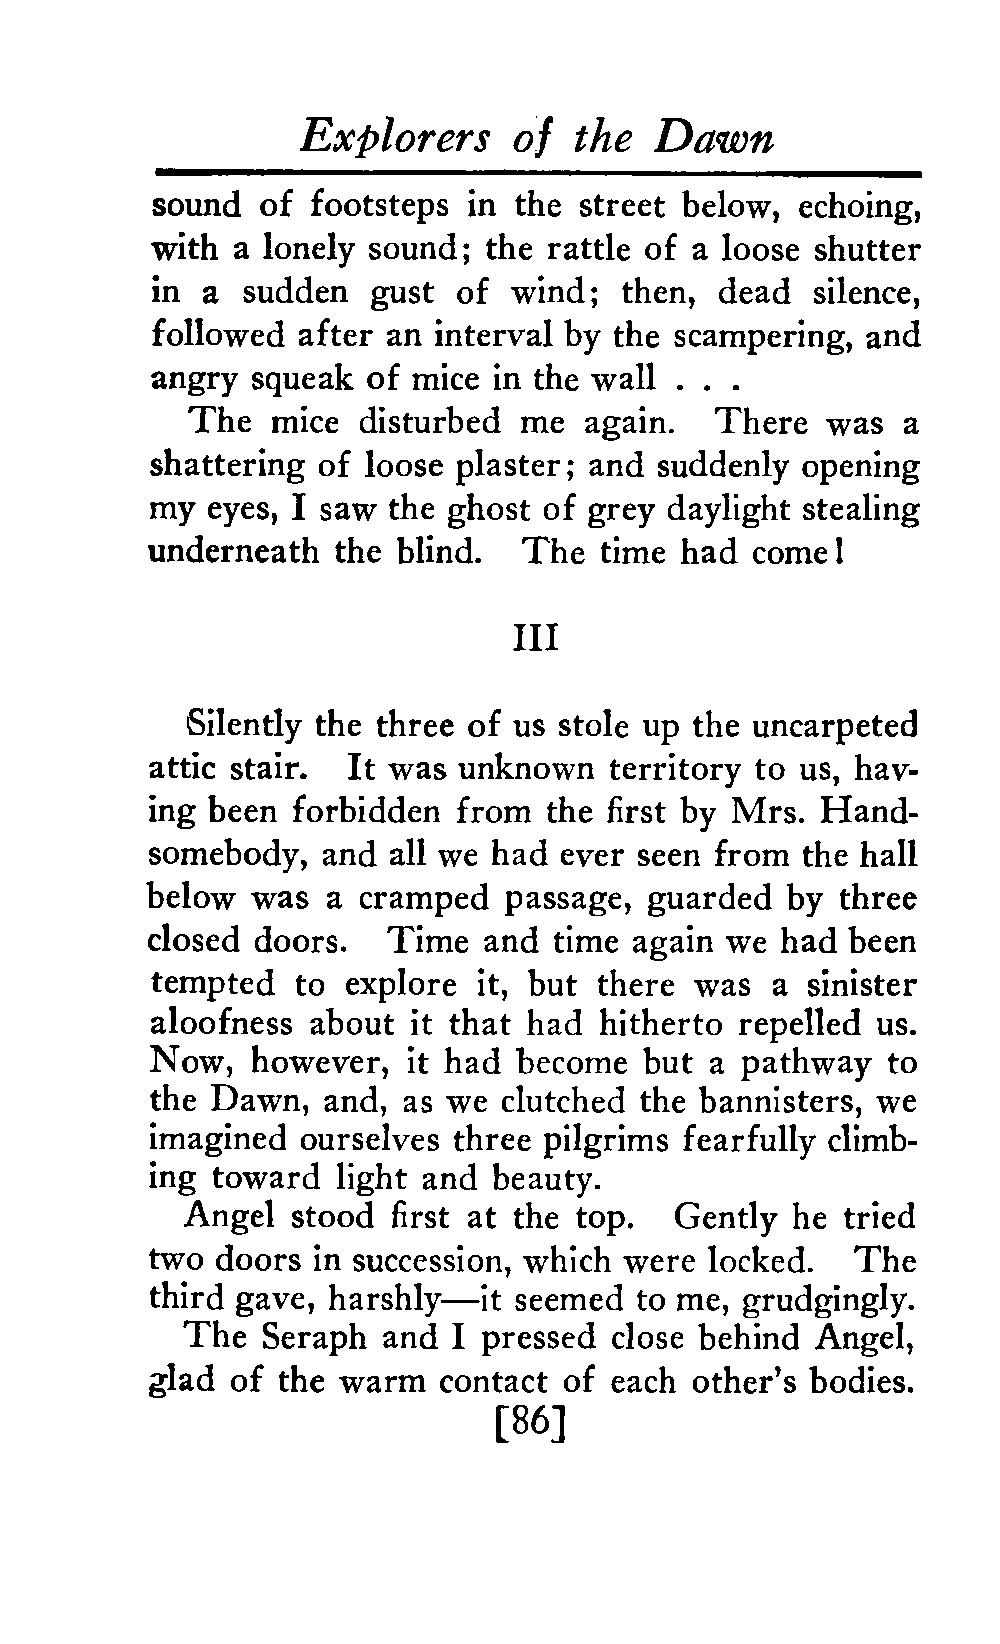 Explorers of the Dawn
sound of footsteps in the street below, echoing,
with a lonely sound; the rattle of a loose shutter
in a sudden gust of wind; then, dead silence,
followed after an interval by the scampering, and
angry squeak of mice in the wall . . .
The mice disturbed me again. There was a
shattering of loose plaster; and suddenly opening
my eyes, I saw the ghost of grey daylight stealing
underneath the blind. The time had come!
III
Silently the three of us stole up the uncarpeted
attic stair. It was unknown territory to us, hav-
ing been forbidden from the first by Mrs. Hand-
somebody, and all we had ever seen from the hall
below was a cramped passage, guarded by three
closed doors. Time and time again we had been
tempted to explore it, but there was a sinister
aloofness about it that had hitherto repelled us.
Now, however, it had become but a pathway to
the Dawn, and, as we clutched the bannisters, we
imagined ourselves three pilgrims fearfully climb-
ing toward light and beauty.
Angel stood first at the top. Gently he tried
two doors in succession, which were locked. The
third gave, harshly—it seemed to me, grudgingly.
The Seraph and I pressed close behind Angel,
glad of the warm contact of each other's bodies.
[86]